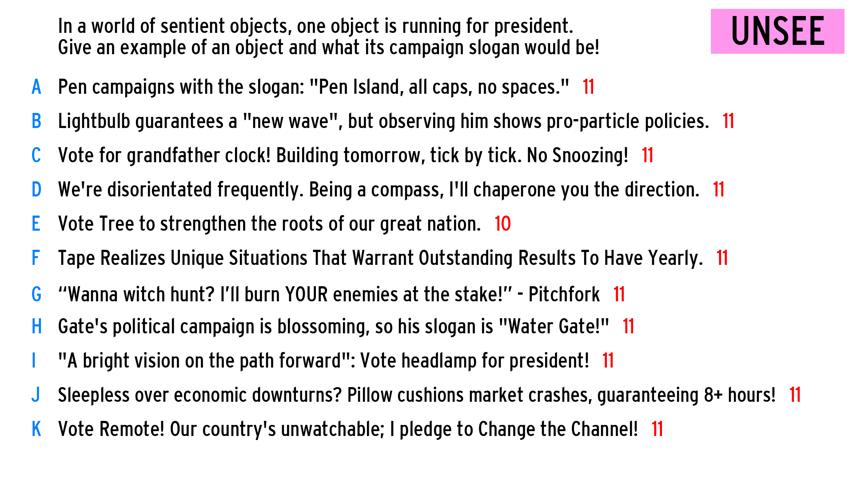 In a world of sentient objects, one object is running for president.
Give an example of an object and what its campaign slogan would be!
UNSEE
A Pen campaigns with the slogan: "Pen Island, all caps, no spaces." 11
B Lightbulb guarantees a "new wave", but observing him shows pro-particle policies. 11
C Vote for grandfather clock! Building tomorrow, tick by tick. No Snoozing! 11
D We're disorientated frequently. Being a compass, I'll chaperone you the direction. 11
E Vote Tree to strengthen the roots of our great nation. 10
F Tape Realizes Unique Situations That Warrant Outstanding Results To Have Yearly. 11
G “Wanna witch hunt? I’ll burn YOUR enemies at the stake!” - Pitchfork 11
H Gate's political campaign is blossoming, so his slogan is "Water Gate!" 11
I "A bright vision on the path forward": Vote headlamp for president! 11
J Sleepless over economic downturns? Pillow cushions market crashes, guaranteeing 8+ hours! 11
K Vote Remote! Our country's unwatchable; I pledge to Change the Channel! 11